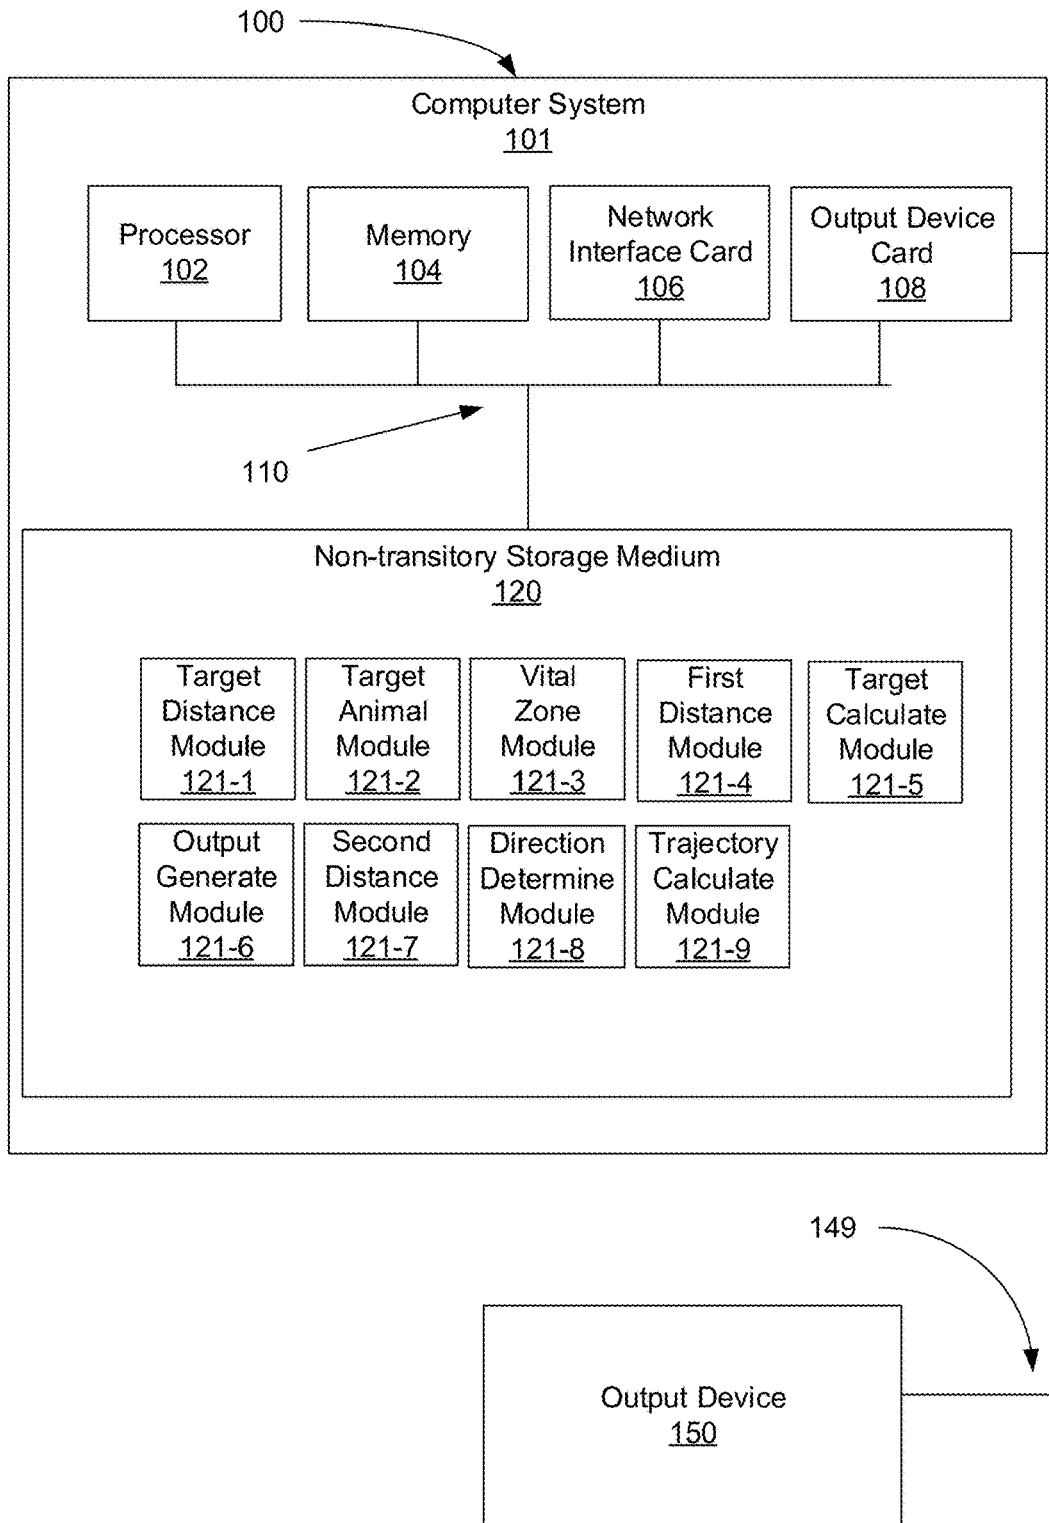 100
Computer System
101
Processor
102
Memory
104
Network
Interface Card
106
Output Device
Card
108
110
Non-transitory Storage Medium
120
Target
Distance
Module
121-1
Target
Animal
Module
121-2
Vital
Zone
Module
121-3
First
Distance
Module
121-4
Target
Calculate
Module
121-5
Output
Generate
Module
121-6
Second
Distance
Module
121-7
Direction
Determine
Module
121-8
Trajectory
Calculate
Module
121-9
149
Output Device
150